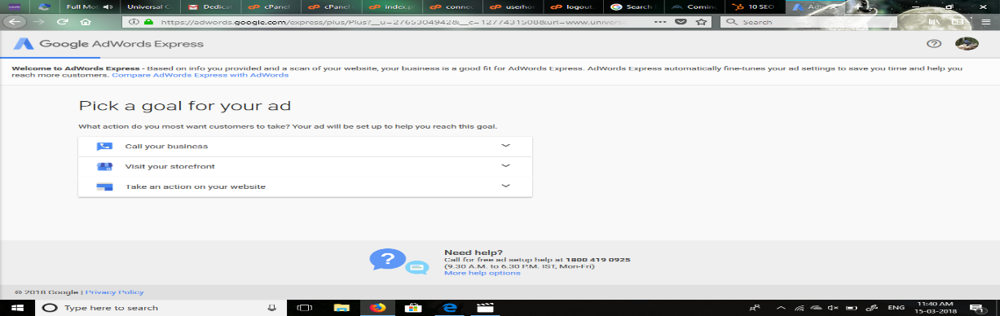 Full Mo
Universal C
Dedicat
cPanel
cPanel
index.p
connec
userho
logout.
Search
Comin
10 SEO
Ad
https://adwords.google.com/express/plus/Plus?__u=2765304942&__c=1277431508&url=www.univer
Search
Google AdWords Express
Welcome to AdWords Express - Based on info you provided and a scan of your website, your business is a good fit for AdWords Express. AdWords Express automatically fine-tunes your ad settings to save you time and help you
reach more customers. Compare AdWords Express with AdWords
Pick a goal for your ad
What action do you most want customers to take? Your ad will be set up to help you reach this goal.
Call your business
Visit your storefront
Take an action on your website
Need help?
Call for free ad setup help at 1800 419 0925
(9.30 A.M. to 6.30 P.M. IST, Mon-Fri)
More help options
© 2018 Google | Privacy Policy
Type here to search
ENG
11:40 AM
15-03-2018